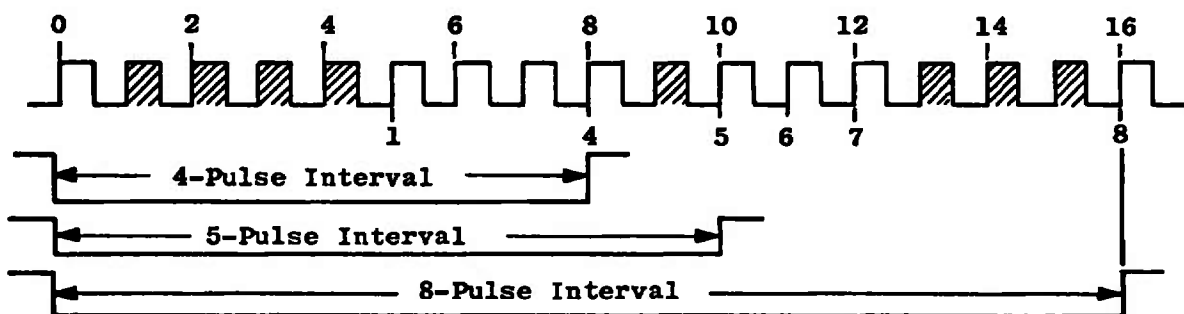 0 2 4 6 8 10 12 14 16
1 4 5 6 7 8
4-Pulse Interval
5-Pulse Interval
8-Pulse Interval